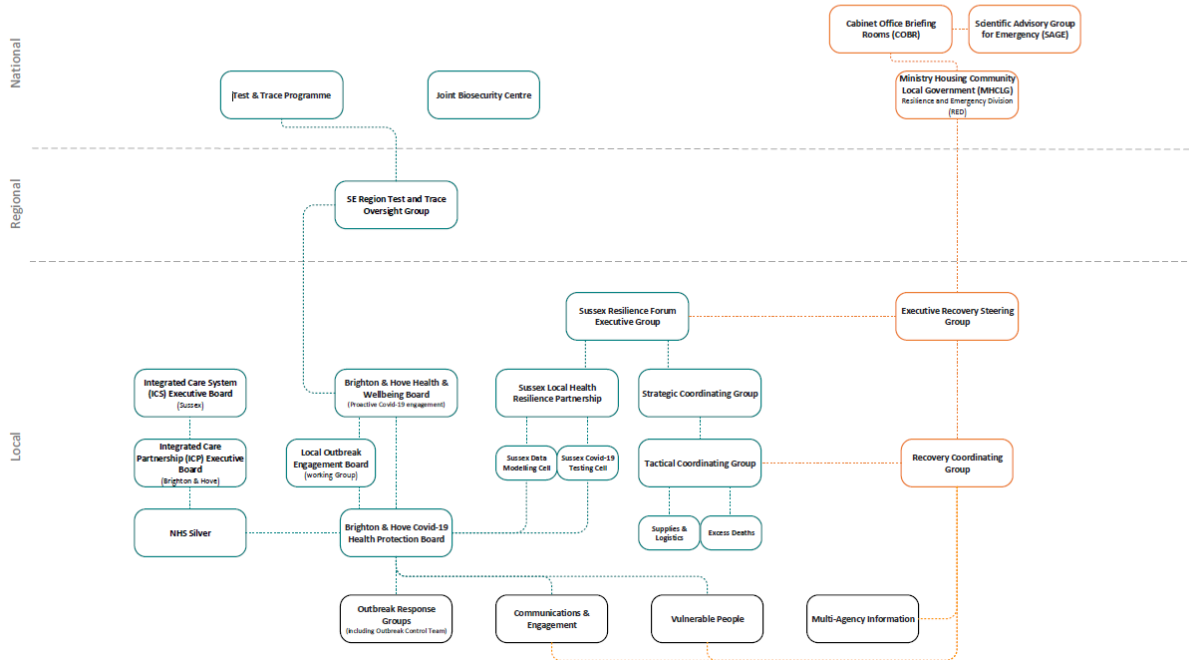 National
Cabinet Office Briefing
Rooms (COBR)
Scientific Advisory Group
for Emergency (SAGE)
Test & Trace Programme
Joint Biosecurity Centre
Ministry Housing Community
Local Government (MHCLG)
Resilience and Emergency Division
(RED)
Regional
SE Region Test and Trace
Oversight Group
Local
Sussex Resilience Forum
Executive Group
Executive Recovery Steering
Group
Integrated Care System
(ICS) Executive Board
(Sussex)
Brighton & Hove Health &
Wellbeing Board
(Proactive Covid-19 engagement)
Sussex Local Health
Resilience Partnership
Strategic Coordinating Group
Integrated Care
Partnership (ICP) Executive
Board
(Brighton & Hove)
Local Outbreak
Engagement Board
(working Group)
Sussex Data
Modelling Cell
Sussex Covid-19
Testing Cell
Tactical Coordinating Group
Recovery Coordinating
Group
NHS Silver
Brighton & Hove Covid-19
Health Protection Board
Supplies &
Logistics
Excess Deaths
Outbreak Response
Groups
(Including Outbreak Control Team)
Communications &
Engagement
Vulnerable People
Multi-Agency Information